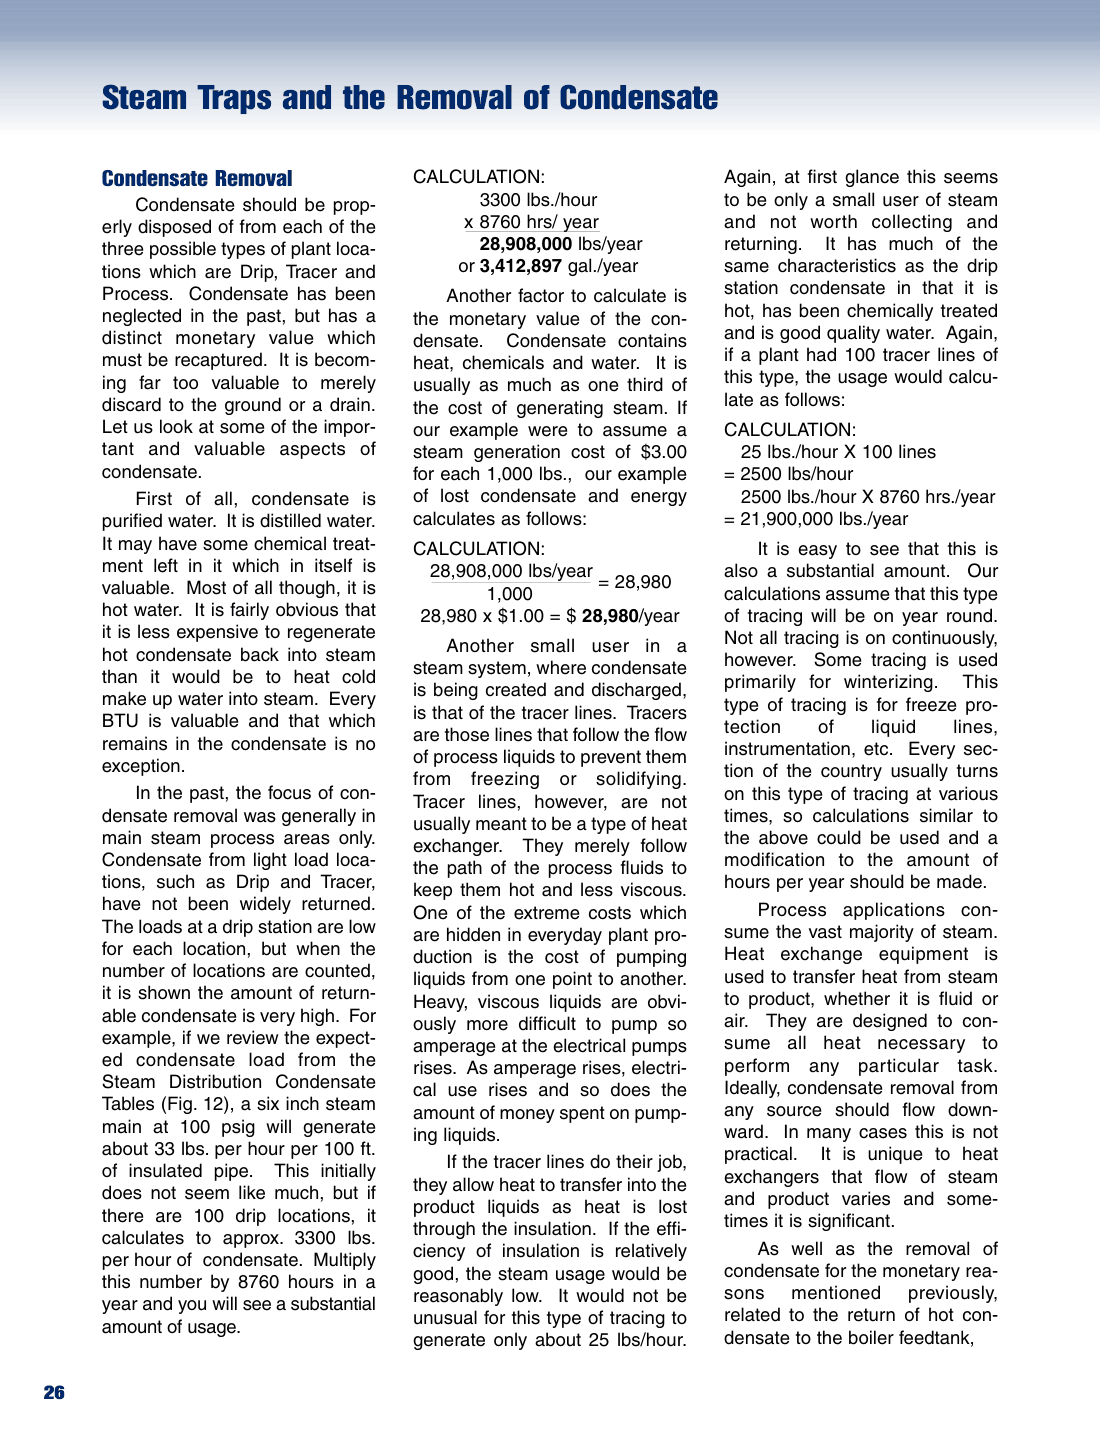 Steam Traps and the Removal of Condensate
Condensate Removal
Condensate should be prop-
erly disposed of from each of the
three possible types of plant loca-
tions which are Drip, Tracer and
Process. Condensate has been
neglected in the past, but has a
distinct monetary value which
must be recaptured. It is becom-
ing far too valuable to merely
discard to the ground or a drain.
Let us look at some of the impor-
tant and valuable aspects of
condensate.
First of all, condensate is
purified water. It is distilled water.
It may have some chemical treat-
ment left in it which in itself is
valuable. Most of all though, it is
hot water. It is fairly obvious that
it is less expensive to regenerate
hot condensate back into steam
than it would be to heat cold
make up water into steam. Every
BTU is valuable and that which
remains in the condensate is no
exception.
In the past, the focus of con-
densate removal was generally in
main steam process areas only.
Condensate from light load loca-
tions, such as Drip and Tracer,
have not been widely returned.
The loads at a drip station are low
for each location, but when the
number of locations are counted,
it is shown the amount of return-
able condensate is very high. For
example, if we review the expect-
ed condensate load from the
Steam Distribution Condensate
Tables (Fig. 12), a six inch steam
main at 100 psig will generate
about 33 lbs. per hour per 100 ft.
of insulated pipe. This initially
does not seem like much, but if
there are 100 drip locations, it
calculates to approx. 3300 lbs.
per hour of condensate. Multiply
this number by 8760 hours in a
year and you will see a substantial
amount of usage.
CALCULATION:
3300 lbs./hour
x 8760 hrs/ year
28,908,000 lbs/year
or 3,412,897 gal./year
Another factor to calculate is
the monetary value of the con-
densate. Condensate contains
heat, chemicals and water. It is
usually as much as one third of
the cost of generating steam. If
our example were to assume a
steam generation cost of $3.00
for each 1,000 lbs., our example
of lost condensate and energy
calculates as follows:
CALCULATION:
28,908,000 lbs/year
1,000
= 28,980
28,980 x $1.00 = $ 28,980/year
Another small user in a
steam system, where condensate
is being created and discharged,
is that of the tracer lines. Tracers
are those lines that follow the flow
of process liquids to prevent them
from freezing or solidifying.
Tracer lines, however, are not
usually meant to be a type of heat
exchanger. They merely follow
the path of the process fluids to
keep them hot and less viscous.
One of the extreme costs which
are hidden in everyday plant pro-
duction is the cost of pumping
liquids from one point to another.
Heavy, viscous liquids are obvi-
ously more difficult to pump so
amperage at the electrical pumps
rises. As amperage rises, electri-
cal use rises and so does the
amount of money spent on pump-
ing liquids.
If the tracer lines do their job,
they allow heat to transfer into the
product liquids as heat is lost
through the insulation. If the effi-
ciency of insulation is relatively
good, the steam usage would be
reasonably low. It would not be
unusual for this type of tracing to
generate only about 25 lbs/hour.
Again, at first glance this seems
to be only a small user of steam
and not worth collecting and
returning. It has much of the
same characteristics as the drip
station condensate in that it is
hot, has been chemically treated
and is good quality water. Again,
if a plant had 100 tracer lines of
this type, the usage would calcu-
late as follows:
CALCULATION:
25 lbs./hour X 100 lines
= 2500 lbs/hour
2500 lbs./hour X 8760 hrs./year
= 21,900,000 lbs./year
It is easy to see that this is
also a substantial amount. Our
calculations assume that this type
of tracing will be on year round.
Not all tracing is on continuously,
however. Some tracing is used
primarily for winterizing. This
type of tracing is for freeze pro-
tection of liquid lines,
instrumentation, etc. Every sec-
tion of the country usually turns
on this type of tracing at various
times, so calculations similar to
the above could be used and a
modification to the amount of
hours per year should be made.
Process applications con-
sume the vast majority of steam.
Heat exchange equipment is
used to transfer heat from steam
to product, whether it is fluid or
air. They are designed to con-
sume all heat necessary to
perform any particular task.
Ideally, condensate removal from
any source should flow down-
ward. In many cases this is not
practical. It is unique to heat
exchangers that flow of steam
and product varies and some-
times it is significant.
As well as the removal of
condensate for the monetary rea-
sons mentioned previously,
related to the return of hot con-
densate to the boiler feedtank,
26